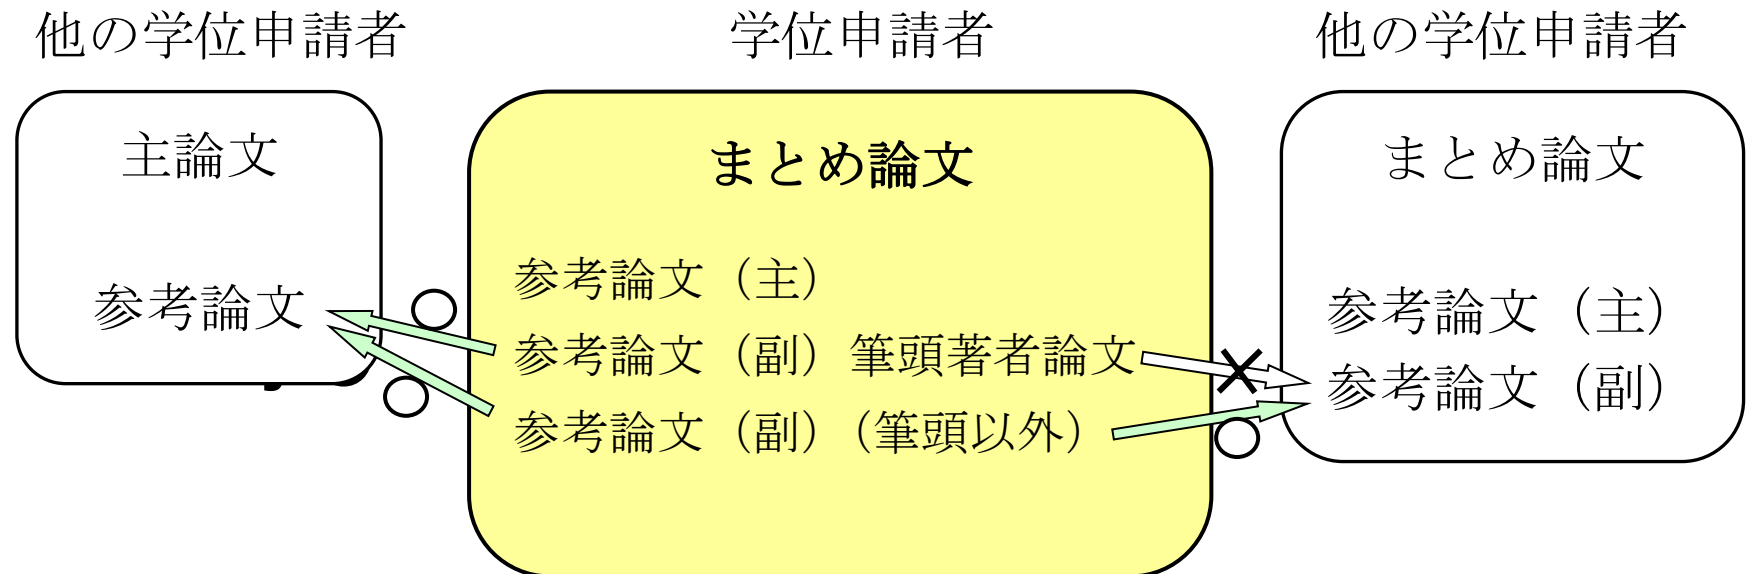 他の学位申請者
学位申請者
他の学位申請者
主論文
参考論文
まとめ論文
参考論文（主）
参考論文（副）筆頭著者論文
参考論文（副）（筆頭以外）
まとめ論文
参考論文（主）
参考論文（副）